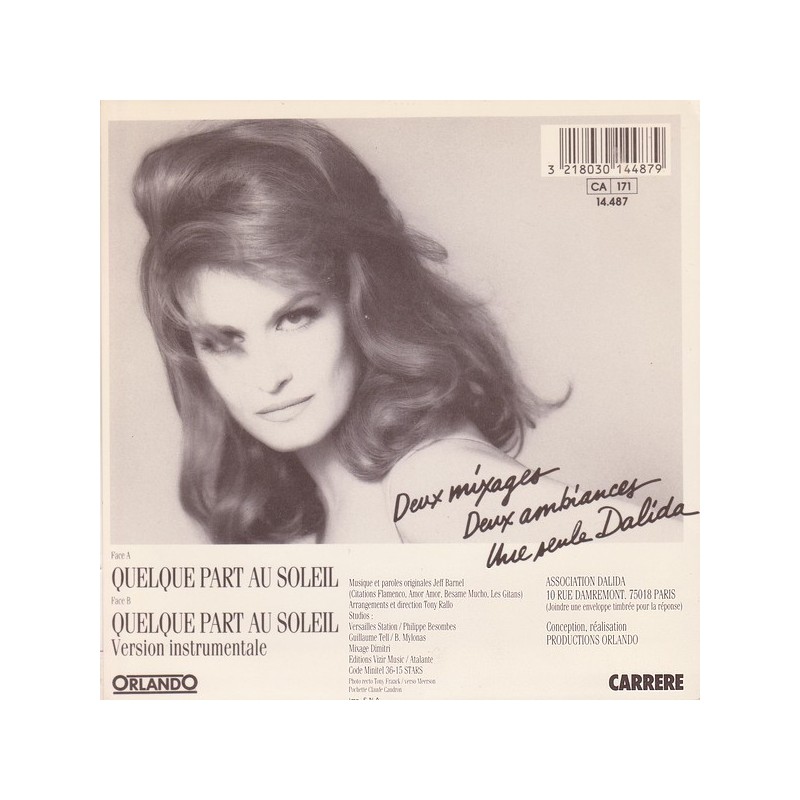 3 218030 144879
CA 171
14.487
Deux mixages
Deux ambiances
Une seule Dalida
Face A
QUELQUE PART AU SOLEIL
Face B
QUELQUE PART AU SOLEIL
Version instrumentale
ORLANDO
Musique et paroles originales Jeff Barnel
(Citations Flamenco, Amor Amor, Besame Mucho, Les Gitans)
Arrangements et direction Tony Rallo
Studios :
Versailles Station / Philippe Besombes
Guillaume Tell / B. Mylonas
Mixage Dimitri
Editions Vizir Music / Atalante
Code Minitel 36-15 STARS
Photo recto Tony Franck / verso Meerson
Pochette Claude Caudron
ASSOCIATION DALIDA
10 RUE DAMREMONT, 75018 PARIS
(Joindre une enveloppe timbrée pour la réponse)
Conception, réalisation
PRODUCTIONS ORLANDO
CARRERE